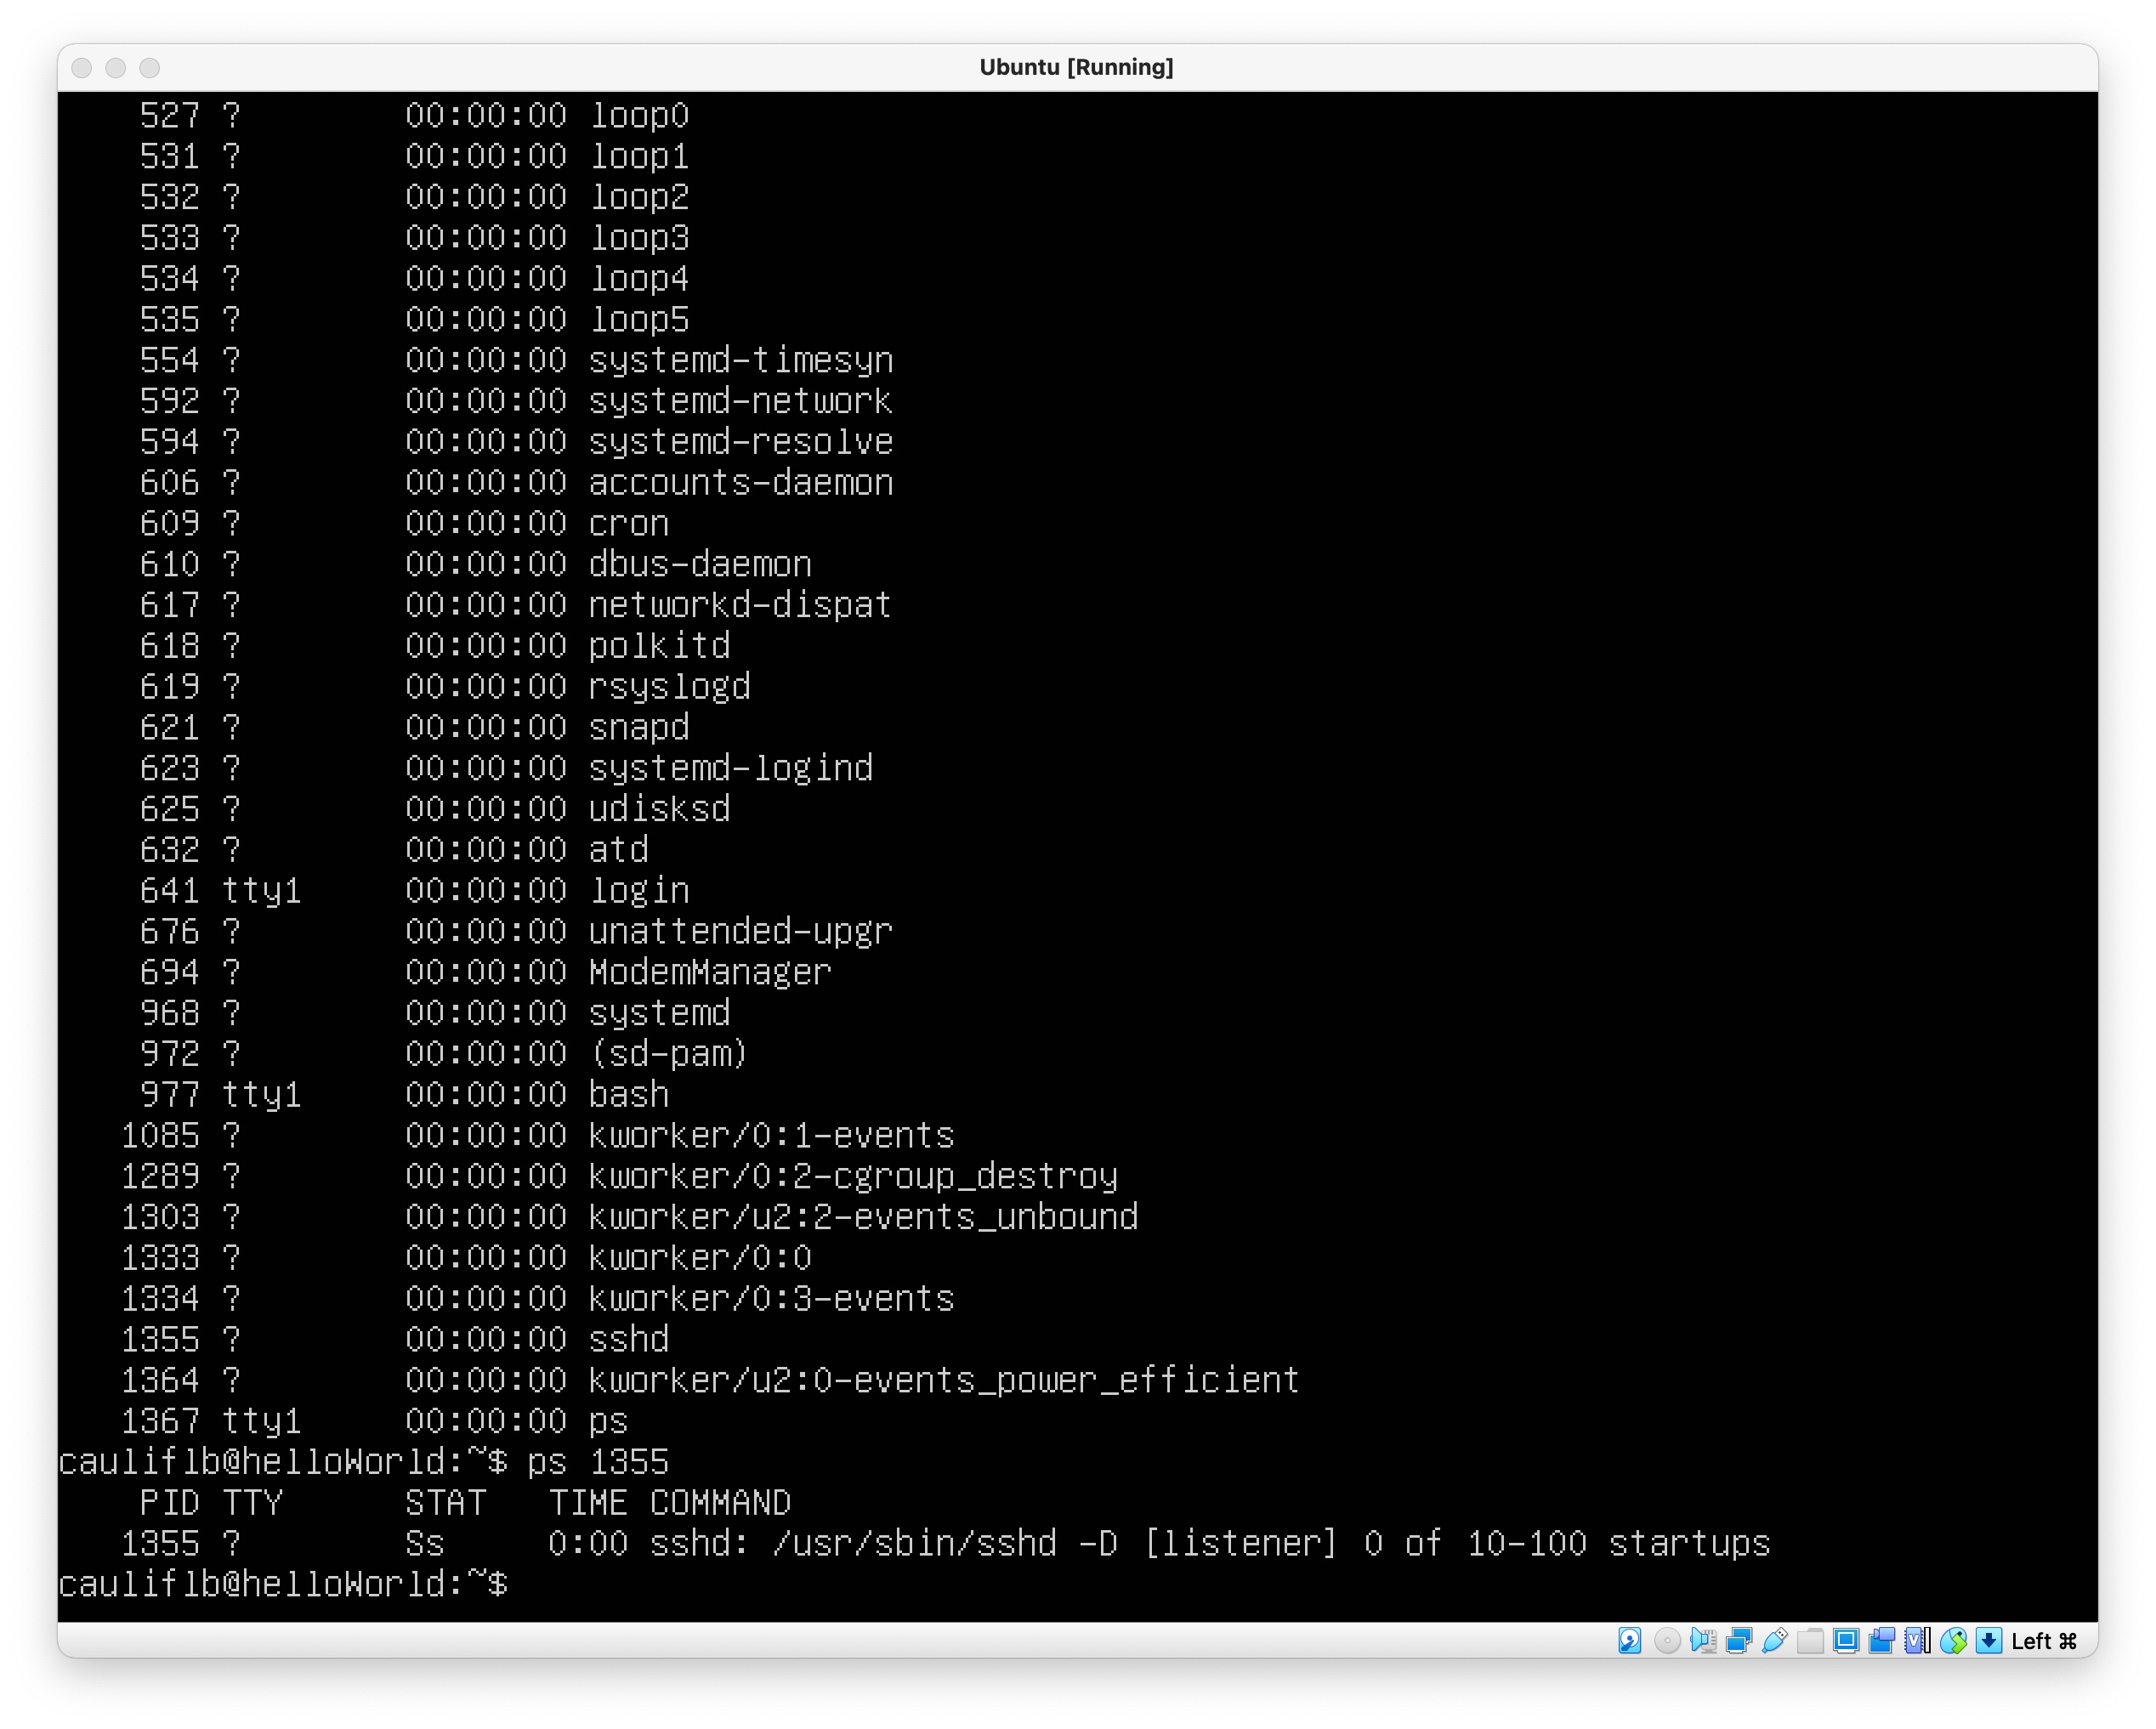 Ubuntu [Running]
527 ? 00:00:00 loop0
531 ? 00:00:00 loop1
532 ? 00:00:00 loop2
533 ? 00:00:00 loop3
534 ? 00:00:00 loop4
535 ? 00:00:00 loop5
554 ? 00:00:00 systemd-timesyn
592 ? 00:00:00 systemd-network
594 ? 00:00:00 systemd-resolve
606 ? 00:00:00 accounts-daemon
609 ? 00:00:00 cron
610 ? 00:00:00 dbus-daemon
617 ? 00:00:00 networkd-dispat
618 ? 00:00:00 polkitd
619 ? 00:00:00 rsyslogd
621 ? 00:00:00 snapd
623 ? 00:00:00 systemd-logind
625 ? 00:00:00 udisksd
632 ? 00:00:00 atd
641 tty1 00:00:00 login
676 ? 00:00:00 unattended-upgr
694 ? 00:00:00 ModemManager
968 ? 00:00:00 systemd
972 ? 00:00:00 (sd-pam)
977 tty1 00:00:00 bash
1085 ? 00:00:00 kworker/0:1-events
1289 ? 00:00:00 kworker/0:2-cgroup_destroy
1303 ? 00:00:00 kworker/u2:2-events_unbound
1333 ? 00:00:00 kworker/0:0
1334 ? 00:00:00 kworker/0:3-events
1355 ? 00:00:00 sshd
1364 ? 00:00:00 kworker/u2:0-events_power_efficient
1367 tty1 00:00:00 ps
cauliflb@helloWorld:~$ ps 1355
PID TTY STAT TIME COMMAND
1355 ? Ss 0:00 sshd: /usr/sbin/sshd -D [listener] 0 of 10-100 startups
cauliflb@helloWorld:~$
Left ⌘